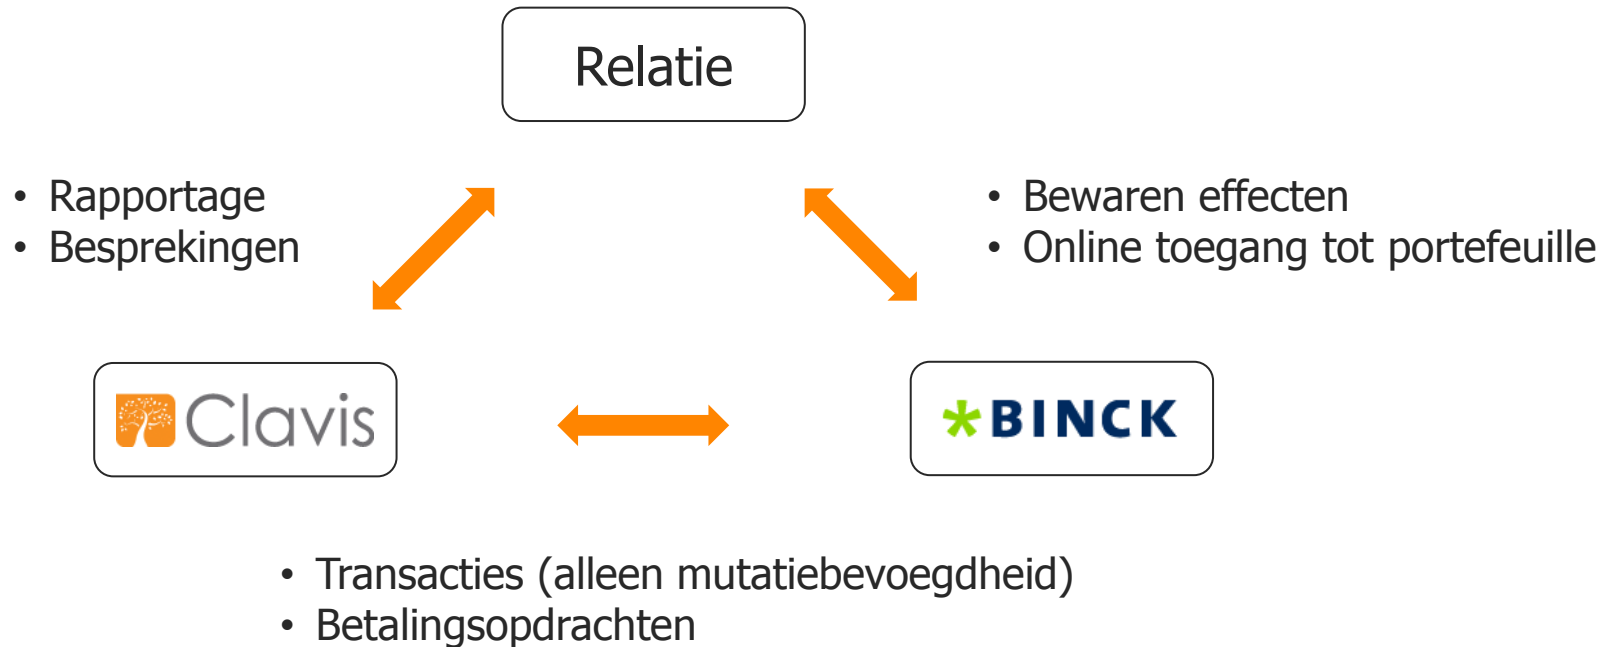 Relatie
• Rapportage
• Besprekingen
• Bewaren effecten
• Online toegang tot portefeuille
Clavis
*BINCK
• Transacties (alleen mutatiebevoegdheid)
• Betalingsopdrachten